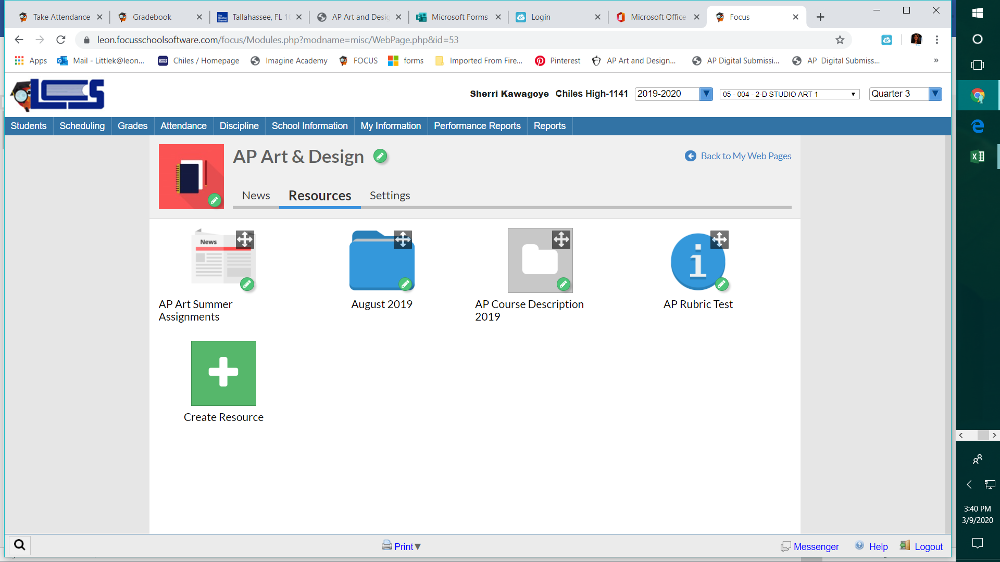 Take Attendance
Gradebook
Tallahassee, FL
AP Art and Desig
Microsoft Forms
Login
Microsoft Office
Focus
leon.focusschoolsoftware.com/focus/Modules.php?modname=misc/WebPage.php&id=53
Apps
Mail - Littlek@leon...
Chiles / Homepage
Imagine Academy
FOCUS
forms
Imported From Fire...
Pinterest
AP Art and Design...
AP Digital Submissi...
AP Digital Submiss...
»
LCS
Sherri Kawagoye Chiles High-1141 2019-2020 05 - 004 - 2-D STUDIO ART 1 Quarter 3
Students Scheduling Grades Attendance Discipline School Information My Information Performance Reports Reports
AP Art & Design
Back to My Web Pages
News Resources Settings
News
AP Art Summer
Assignments
August 2019
AP Course Description
2019
i
AP Rubric Test
Create Resource
Print
Messenger
Help
Logout
3:40 PM
3/9/2020